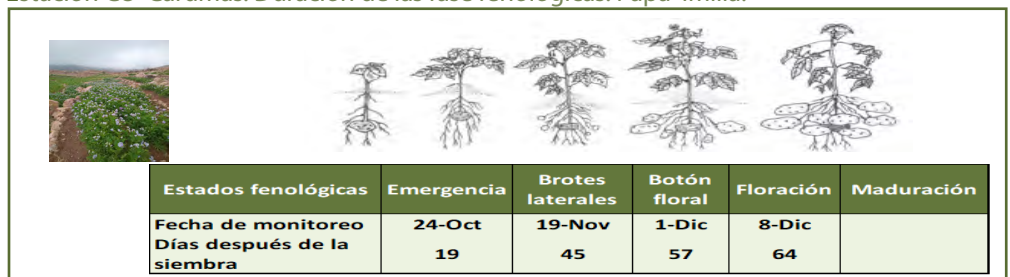 Estados fenológicas Emergencia Brotes laterales Botón floral Floración Maduración
Fecha de monitoreo 24-Oct 19-Nov 1-Dic 8-Dic
Días después de la siembra 19 45 57 64